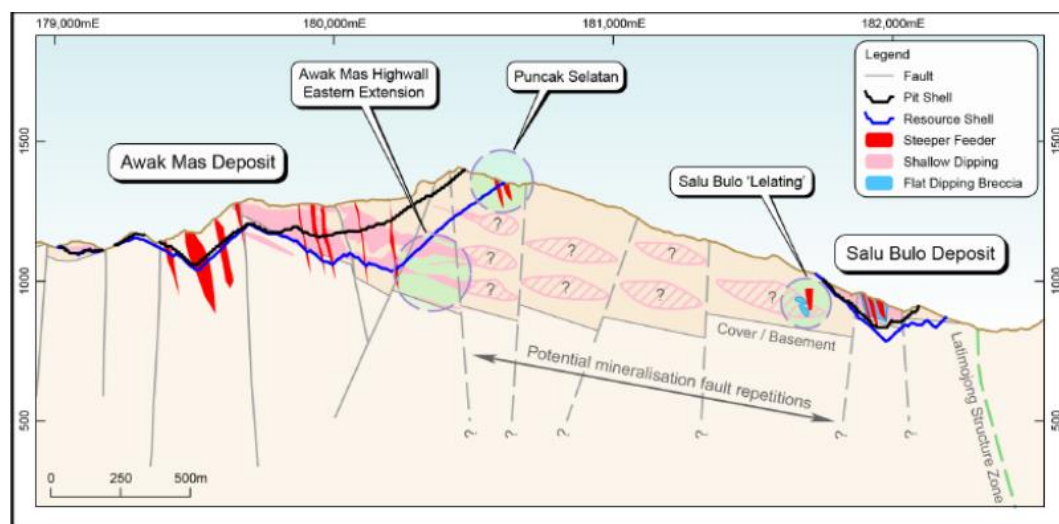 179,000mE 180,000mE 181,000mE 182,000mE
Legend
Fault
Pit Shell
Resource Shell
Steeper Feeder
Shallow Dipping
Flat Dipping Breccia
Awak Mas Highwall
Eastern Extension
Puncak Selatan
1500
1500
Awak Mas Deposit
Salu Bulo 'Lelating'
Salu Bulo Deposit
?
? ? ?
? ? ? ?
1000
1000
Cover / Basement
Potential mineralisation fault repetitions
Latimojong Structure Zone
500
500
? ? ? ? ? ?
0 250 500m